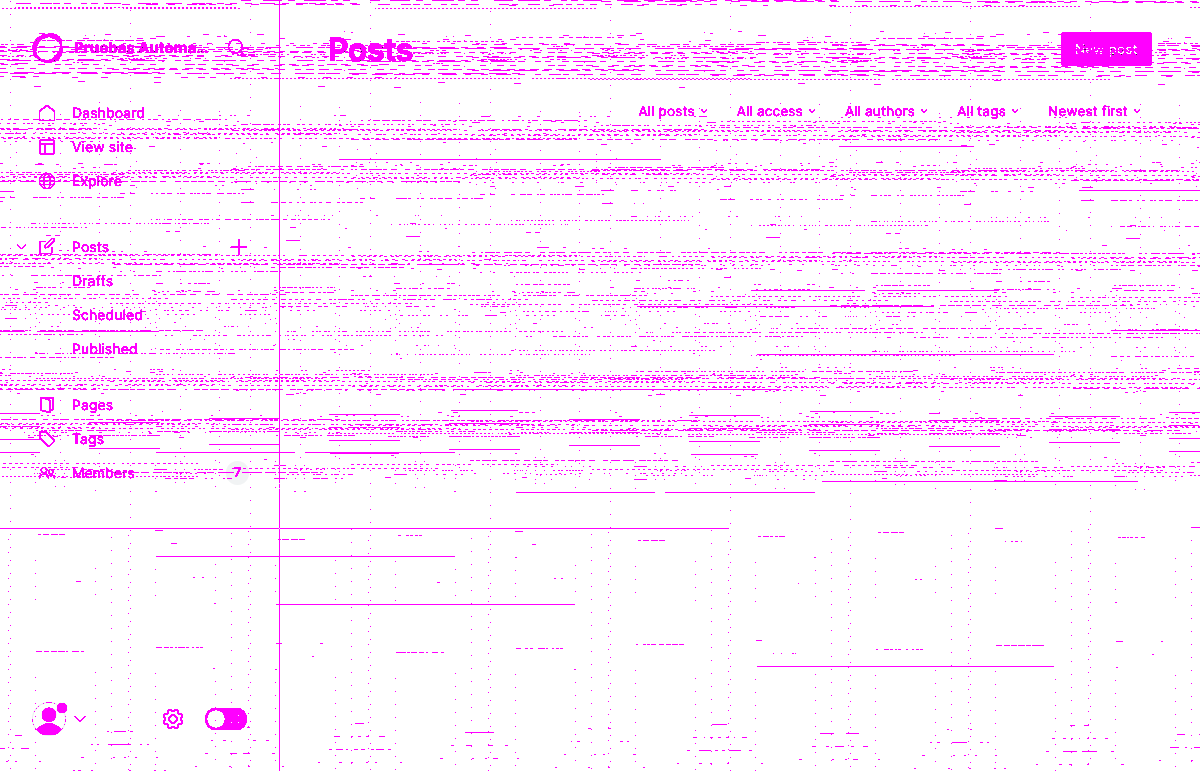 Pruebas Automa...
Posts
New post
All posts
All access
All authors
All tags
Newest first
Dashboard
View site
Explore
Posts
Drafts
Scheduled
Published
Pages
Tags
Members 7